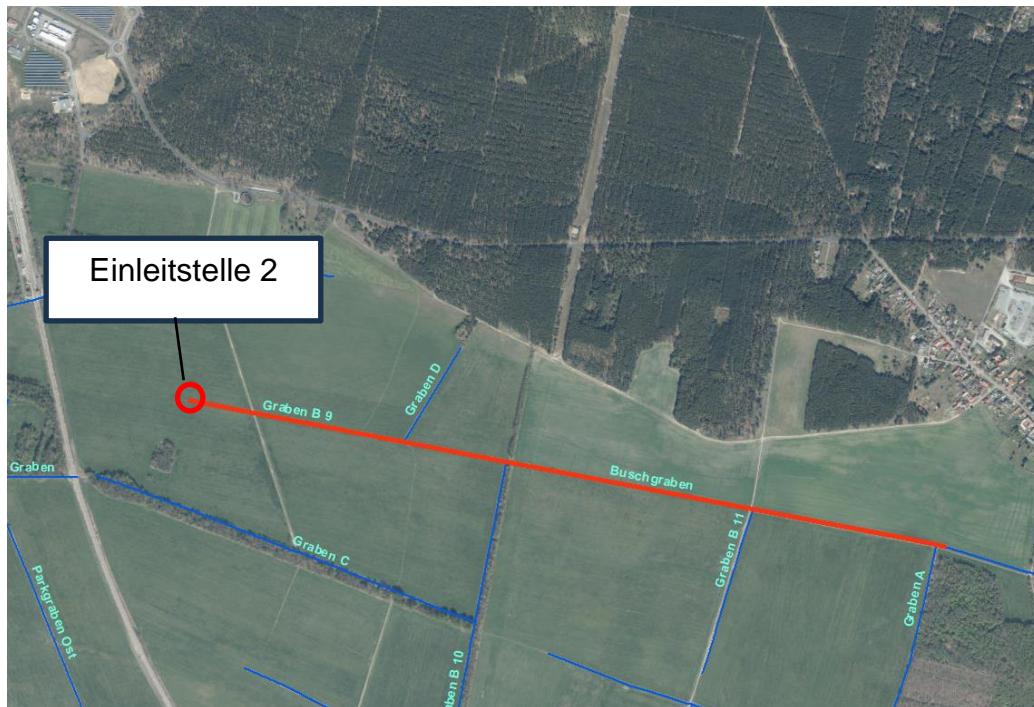 Einleitstelle 2
Graben D
Graben B 9
Buschgraben
Graben
Graben B 11
Graben C
Graben A
Parkgraben Ost
Graben B 10